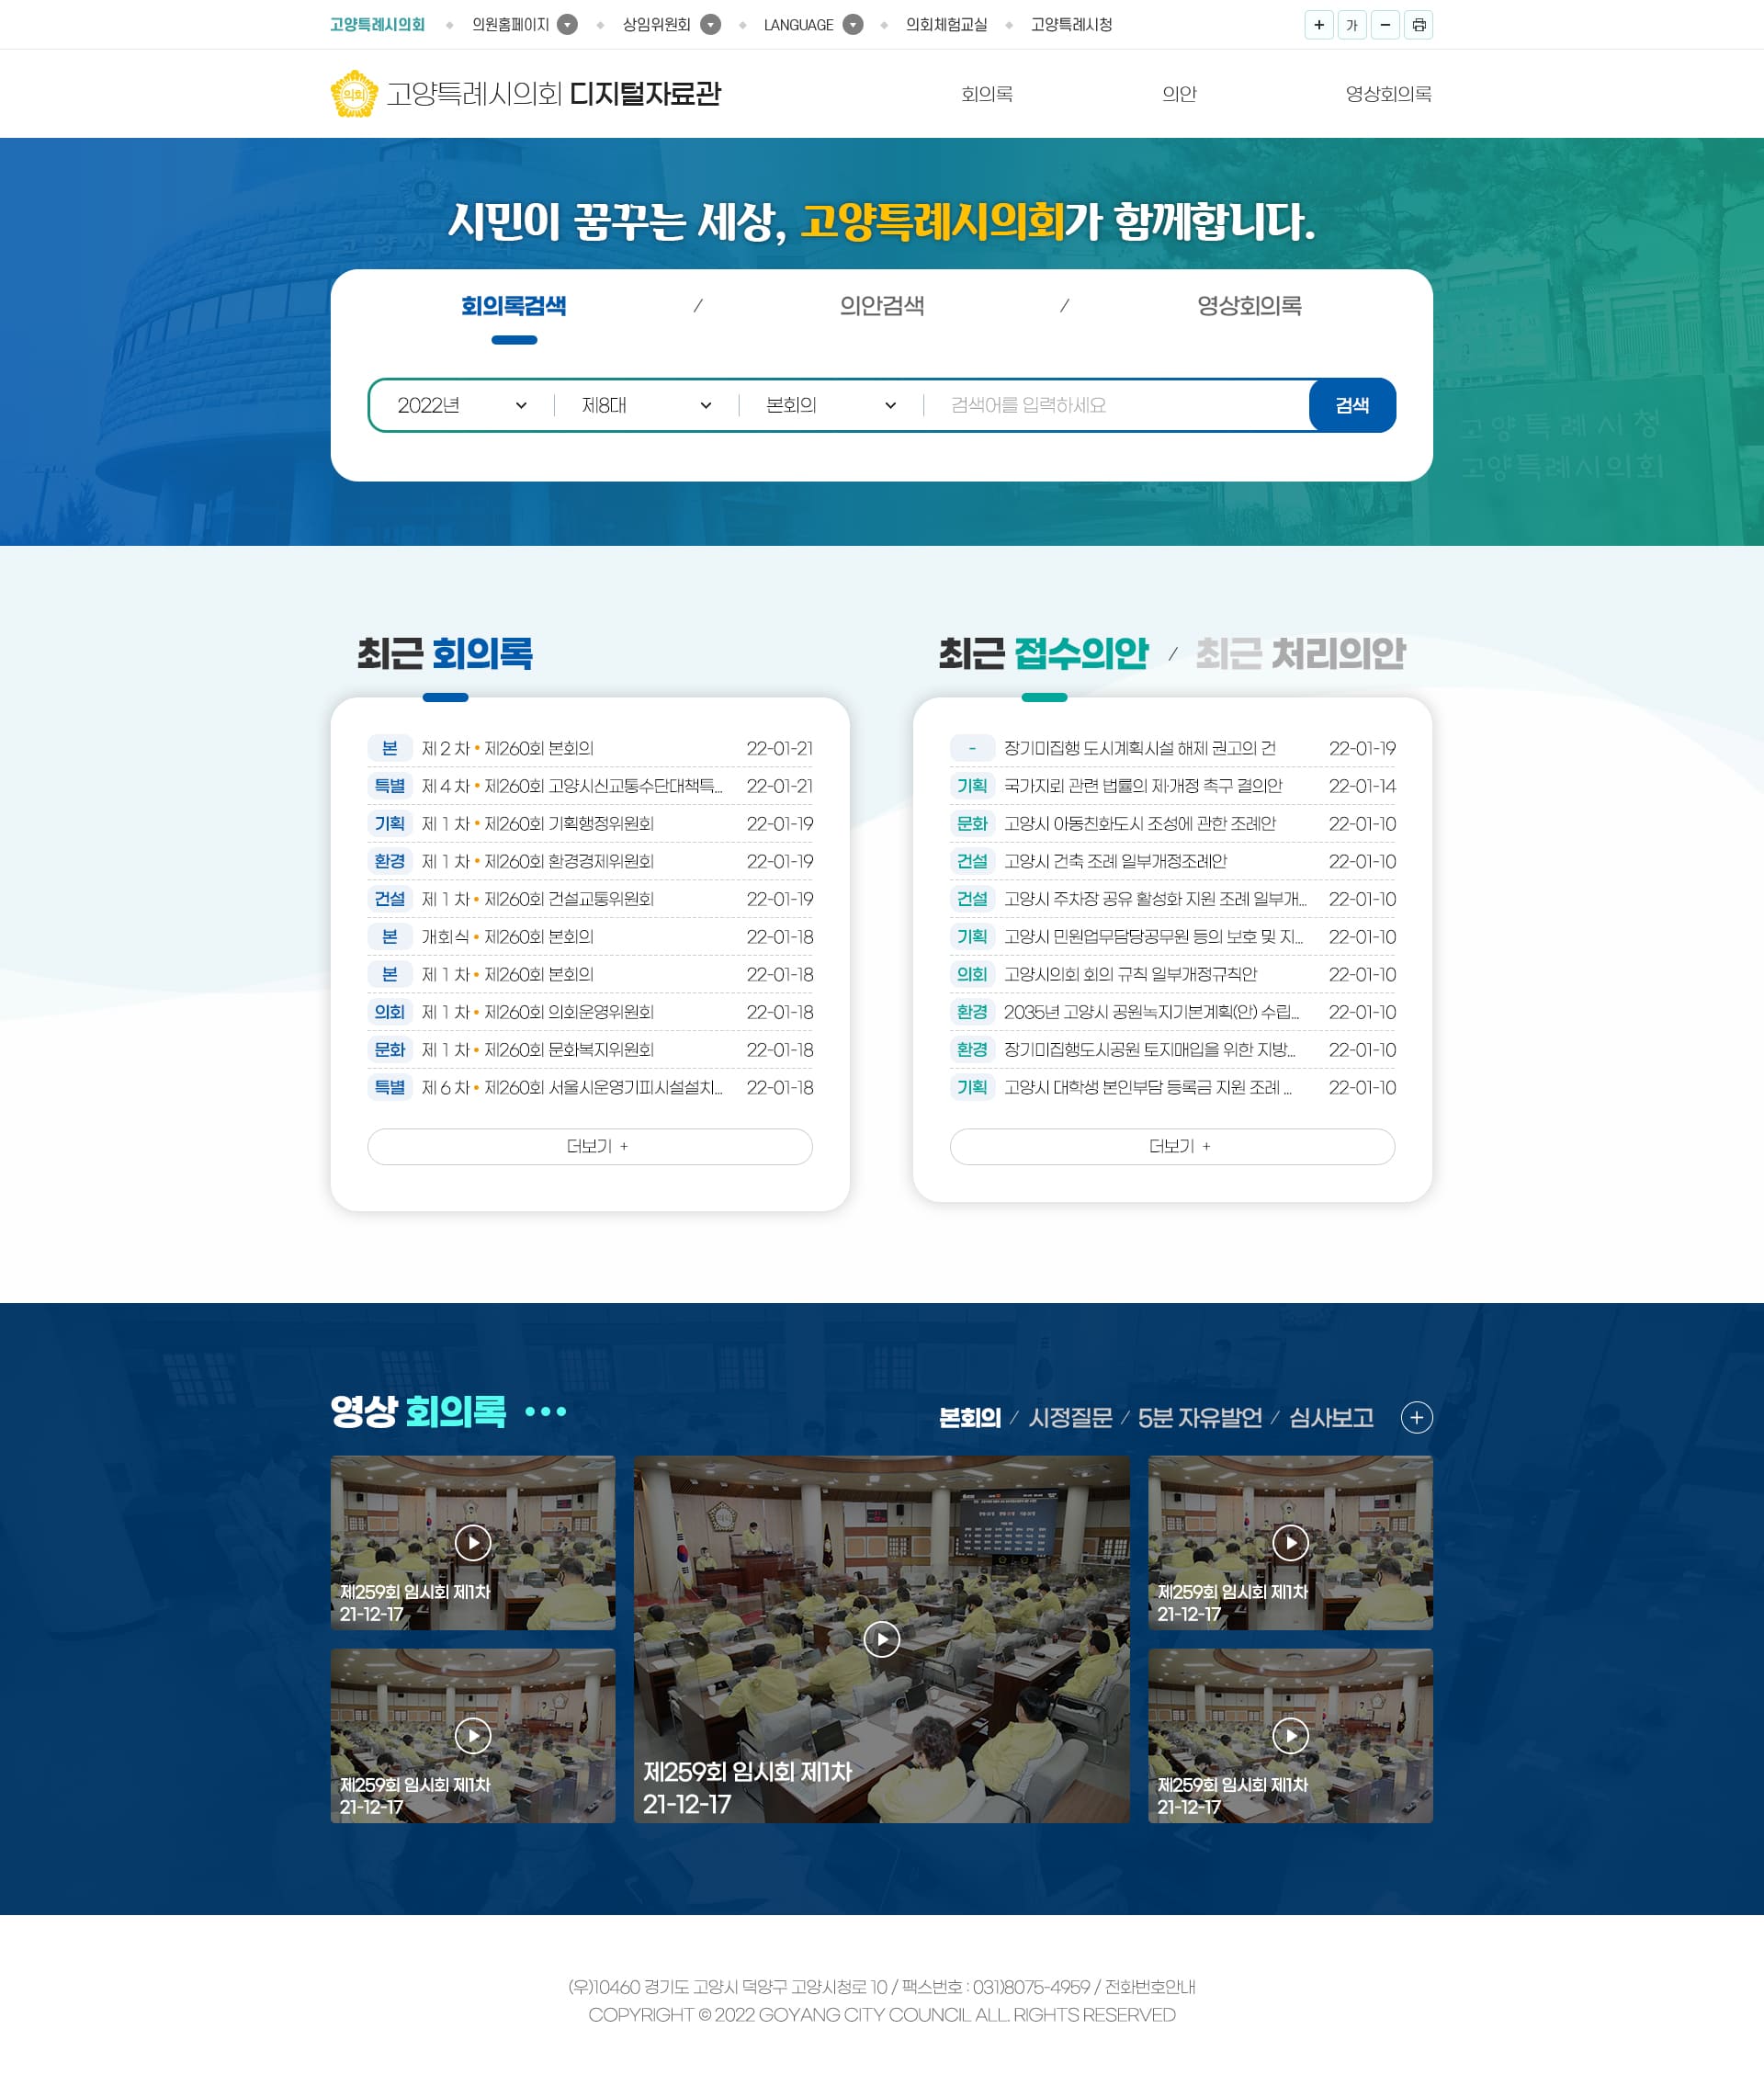 고양특례시의회 의원홈페이지 상임위원회 LANGUAGE 의회체험교실 고양특례시청 + 가 -
의회 고양특례시의회 디지털자료관 회의록 의안 영상회의록
시민이 꿈꾸는 세상, 고양특례시의회가 함께합니다.
회의록검색 / 의안검색 / 영상회의록
2022년 제8대 본회의 검색어를 입력하세요 검색
고양특례시청
고양특례시의회
최근 회의록
본 제 2 차 • 제260회 본회의 22-01-21
특별 제 4 차 • 제260회 고양시신교통수단대책특... 22-01-21
기획 제 1 차 • 제260회 기획행정위원회 22-01-19
환경 제 1 차 • 제260회 환경경제위원회 22-01-19
건설 제 1 차 • 제260회 건설교통위원회 22-01-19
본 개회식 • 제260회 본회의 22-01-18
본 제 1 차 • 제260회 본회의 22-01-18
의회 제 1 차 • 제260회 의회운영위원회 22-01-18
문화 제 1 차 • 제260회 문화복지위원회 22-01-18
특별 제 6 차 • 제260회 서울시운영기피시설설치... 22-01-18
더보기 +
최근 접수의안 / 최근 처리의안
- 장기미집행 도시계획시설 해제 권고의 건 22-01-19
기획 국가지로 관련 법률의 제·개정 촉구 결의안 22-01-14
문화 고양시 아동친화도시 조성에 관한 조례안 22-01-10
건설 고양시 건축 조례 일부개정조례안 22-01-10
건설 고양시 주차장 공유 활성화 지원 조례 일부개... 22-01-10
기획 고양시 민원업무담당공무원 등의 보호 및 지... 22-01-10
의회 고양시의회 회의 규칙 일부개정규칙안 22-01-10
환경 2035년 고양시 공원녹지기본계획(안) 수립... 22-01-10
환경 장기미집행도시공원 토지매입을 위한 지방... 22-01-10
기획 고양시 대학생 본인부담 등록금 지원 조례 ... 22-01-10
더보기 +
영상 회의록 •••
본회의 / 시정질문 / 5분 자유발언 / 심사보고 +
제259회 임시회 제1차
21-12-17
제259회 임시회 제1차
21-12-17
제259회 임시회 제1차
21-12-17
제259회 임시회 제1차
21-12-17
제259회 임시회 제1차
21-12-17
(우)10460 경기도 고양시 덕양구 고양시청로 10 / 팩스번호 : 031)8075-4959 / 전화번호안내
COPYRIGHT © 2022 GOYANG CITY COUNCIL ALL. RIGHTS RESERVED